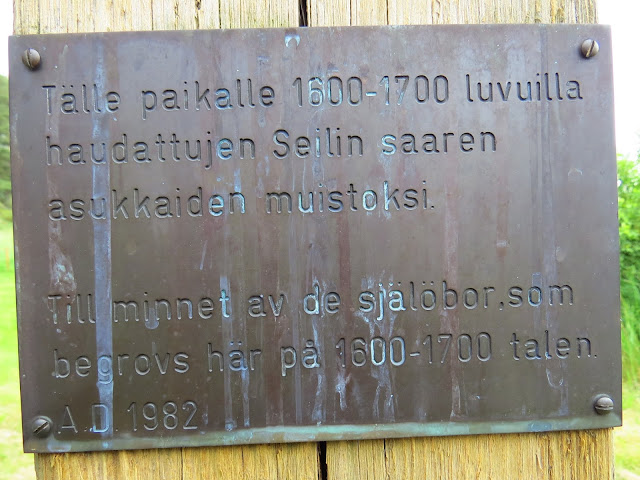 Tälle paikalle 1600-1700 luvuilla
haudattujen Seilin saaren
asukkaiden muistoksi.
Till minnet av de själöbor, som
begrovs här på 1600-1700 talen.
A.D. 1982